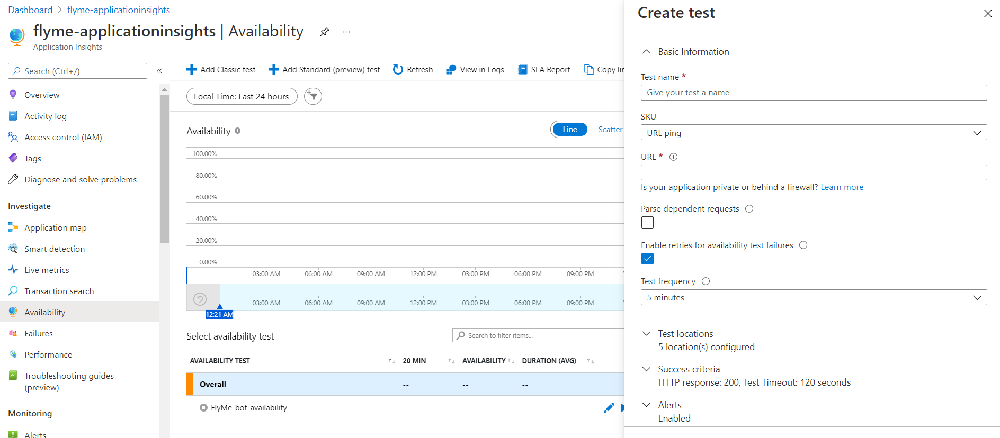 Dashboard > flyme-applicationinsights
flyme-applicationinsights | Availability
Application Insights
Search (Ctrl+/)
Overview
Activity log
Access control (IAM)
Tags
Diagnose and solve problems
Investigate
Application map
Smart detection
Live metrics
Transaction search
Availability
Failures
Performance
Troubleshooting guides
(preview)
Monitoring
Alerts
Add Classic test
Add Standard (preview) test
Refresh
View in Logs
SLA Report
Copy lin
Local Time: Last 24 hours
Availability
Line
Scatter
100.00%
80.00%
60.00%
40.00%
20.00%
0.00%
03:00 AM 06:00 AM 09:00 AM 12:00 PM 03:00 PM 06:00 PM 09:00 PM
03:00 AM 06:00 AM 09:00 AM 12:00 PM 03:00 PM 06:00 PM 09:00 PM
12:21 AM
Select availability test
Search to filter items...
AVAILABILITY TEST 20 MIN AVAILABILITY DURATION (AVG)
Overall -- -- --
FlyMe-bot-availability -- -- --
Create test
Basic Information
Test name *
Give your test a name
SKU
URL ping
URL *
Is your application private or behind a firewall? Learn more
Parse dependent requests
Enable retries for availability test failures
Test frequency
5 minutes
Test locations
5 location(s) configured
Success criteria
HTTP response: 200, Test Timeout: 120 seconds
Alerts
Enabled